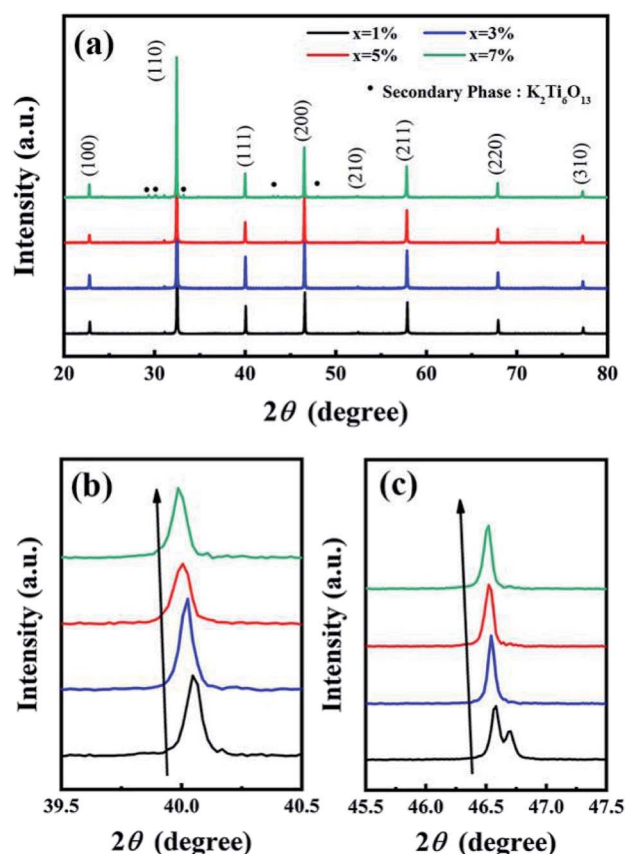 (a)
x=1%
x=3%
x=5%
x=7%
• Secondary Phase : K₂Ti₆O₁₃
(100)
(110)
(111)
(200)
(210)
(211)
(220)
(310)
Intensity (a.u.)
20 30 40 50 60 70 80
2θ (degree)
(b)
Intensity (a.u.)
39.5 40.0 40.5
2θ (degree)
(c)
Intensity (a.u.)
45.5 46.0 46.5 47.0 47.5
2θ (degree)